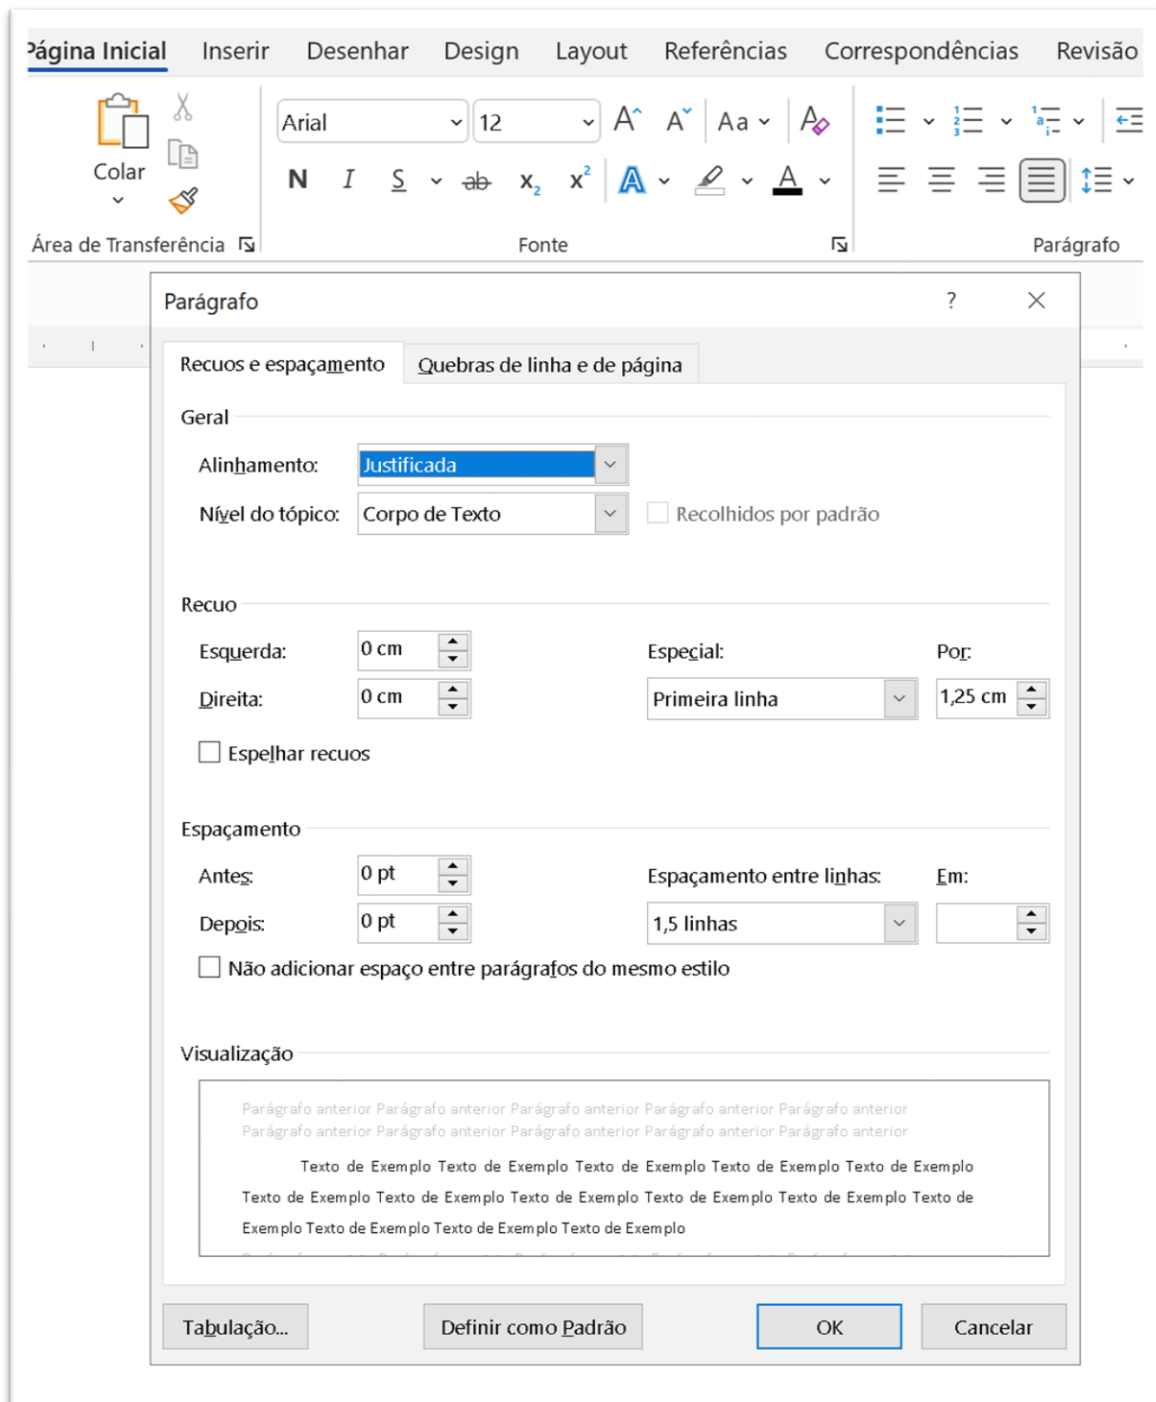 Página Inicial Inserir Desenhar Design Layout Referências Correspondências Revisão
Arial 12 Aa
Colar
N I S ab x₂ x² A A
Área de Transferência Fonte Parágrafo
Parágrafo ?
Recuos e espaçamento Quebras de linha e de página
Geral
Alinhamento: Justificada
Nível do tópico: Corpo de Texto Recolhidos por padrão
Recuo
Esquerda: 0 cm Especial: Por:
Direita: 0 cm Primeira linha 1,25 cm
Espelhar recuos
Espaçamento
Antes: 0 pt Espaçamento entre linhas: Em:
Depois: 0 pt 1,5 linhas
Não adicionar espaço entre parágrafos do mesmo estilo
Visualização
Parágrafo anterior Parágrafo anterior Parágrafo anterior Parágrafo anterior Parágrafo anterior
Parágrafo anterior Parágrafo anterior Parágrafo anterior Parágrafo anterior Parágrafo anterior
Texto de Exemplo Texto de Exemplo Texto de Exemplo Texto de Exemplo Texto de Exemplo
Texto de Exemplo Texto de Exemplo Texto de Exemplo Texto de Exemplo Texto de Exemplo Texto de
Exemplo Texto de Exemplo Texto de Exemplo Texto de Exemplo
Tabulação... Definir como Padrão OK Cancelar